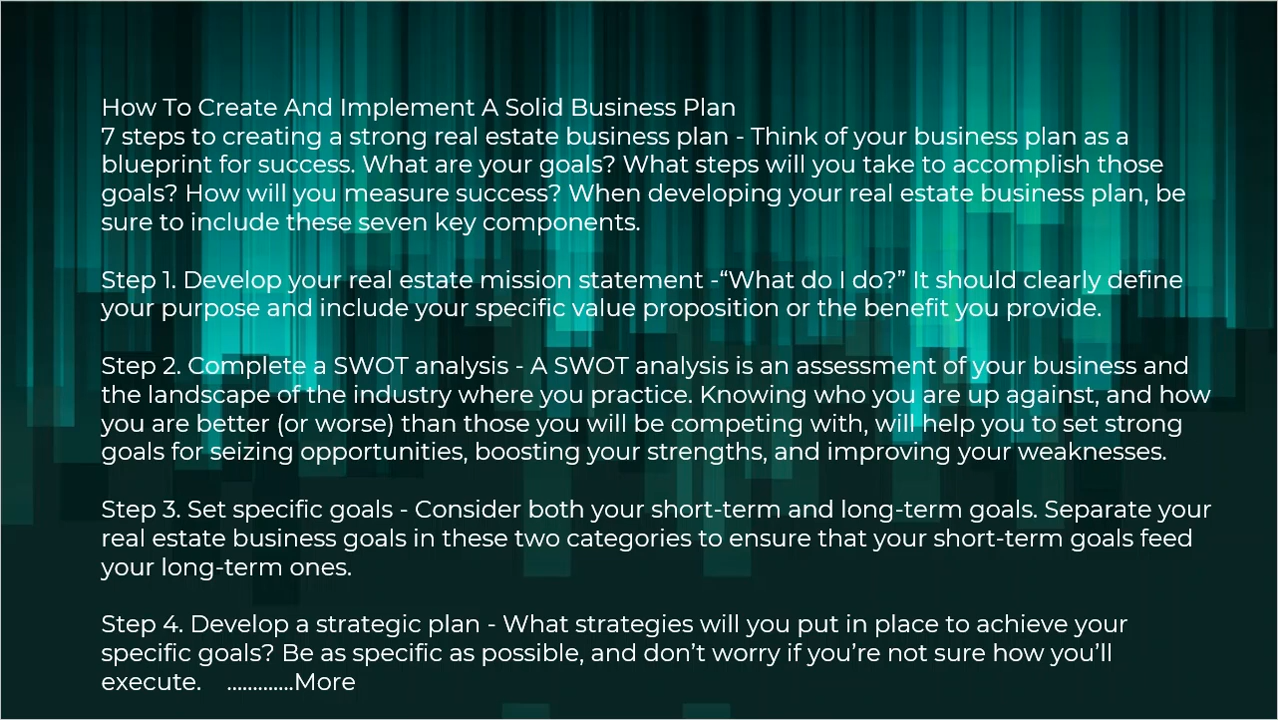 How To Create And Implement A Solid Business Plan
7 steps to creating a strong real estate business plan - Think of your business plan as a
blueprint for success. What are your goals? What steps will you take to accomplish those
goals? How will you measure success? When developing your real estate business plan, be
sure to include these seven key components.
Step 1. Develop your real estate mission statement -“What do I do?” It should clearly define
your purpose and include your specific value proposition or the benefit you provide.
Step 2. Complete a SWOT analysis - A SWOT analysis is an assessment of your business and
the landscape of the industry where you practice. Knowing who you are up against, and how
you are better (or worse) than those you will be competing with, will help you to set strong
goals for seizing opportunities, boosting your strengths, and improving your weaknesses.
Step 3. Set specific goals - Consider both your short-term and long-term goals. Separate your
real estate business goals in these two categories to ensure that your short-term goals feed
your long-term ones.
Step 4. Develop a strategic plan - What strategies will you put in place to achieve your
specific goals? Be as specific as possible, and don’t worry if you’re not sure how you’ll
execute. .............More